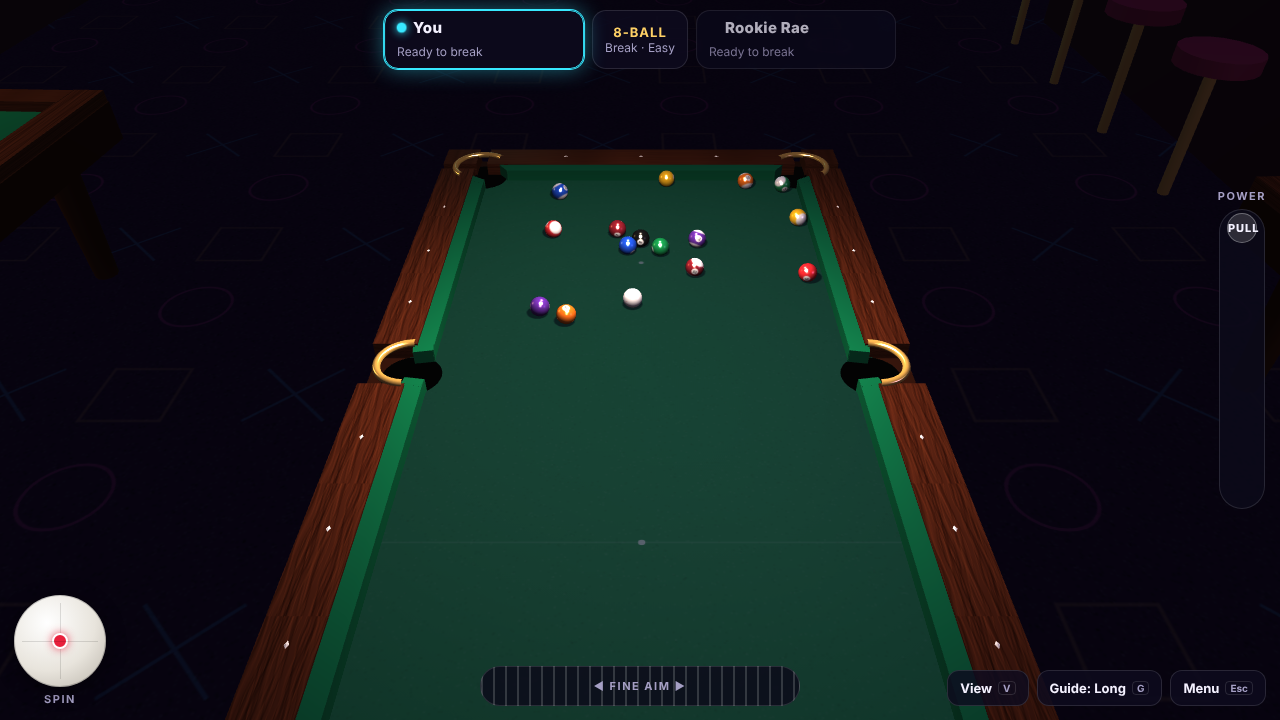 You
Ready to break
8-BALL
Break · Easy
Rookie Rae
Ready to break
POWER
PULL
SPIN
◀ FINE AIM ▶
View V
Guide: Long G
Menu Esc